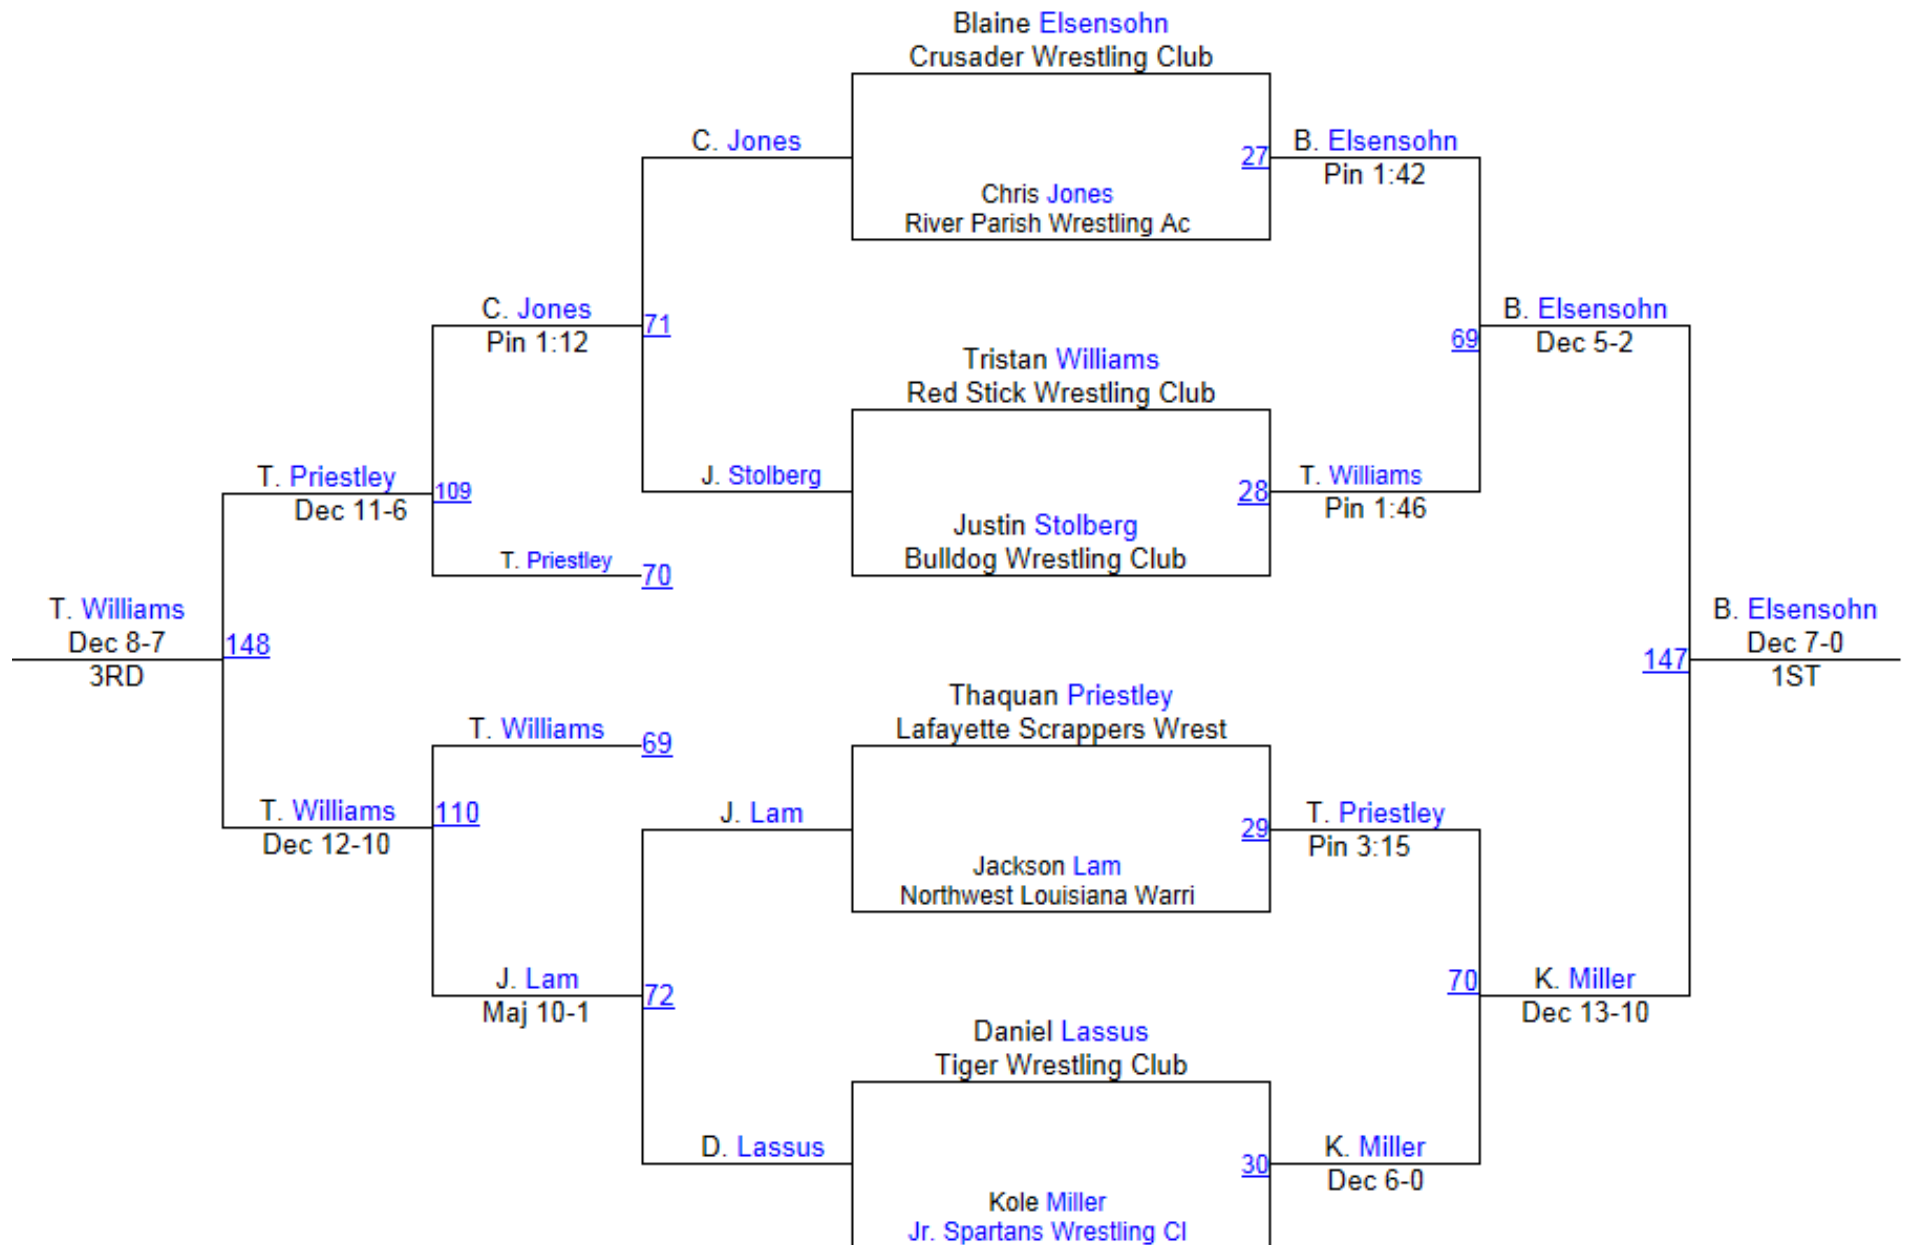 Blaine Elsensohn
Crusader Wrestling Club
C. Jones
27
B. Elsensohn
Pin 1:42
Chris Jones
River Parish Wrestling Ac
C. Jones
Pin 1:12
71
B. Elsensohn
Dec 5-2
69
Tristan Williams
Red Stick Wrestling Club
T. Priestley
Dec 11-6
109
J. Stolberg
28
T. Williams
Pin 1:46
Justin Stolberg
Bulldog Wrestling Club
T. Priestley
70
T. Williams
Dec 8-7
3RD
148
147
B. Elsensohn
Dec 7-0
1ST
Thaquan Priestley
Lafayette Scrappers Wrest
T. Williams
69
T. Williams
Dec 12-10
110
J. Lam
29
T. Priestley
Pin 3:15
Jackson Lam
Northwest Louisiana Warri
J. Lam
Maj 10-1
72
70
K. Miller
Dec 13-10
Daniel Lassus
Tiger Wrestling Club
D. Lassus
30
K. Miller
Dec 6-0
Kole Miller
Jr. Spartans Wrestling Cl